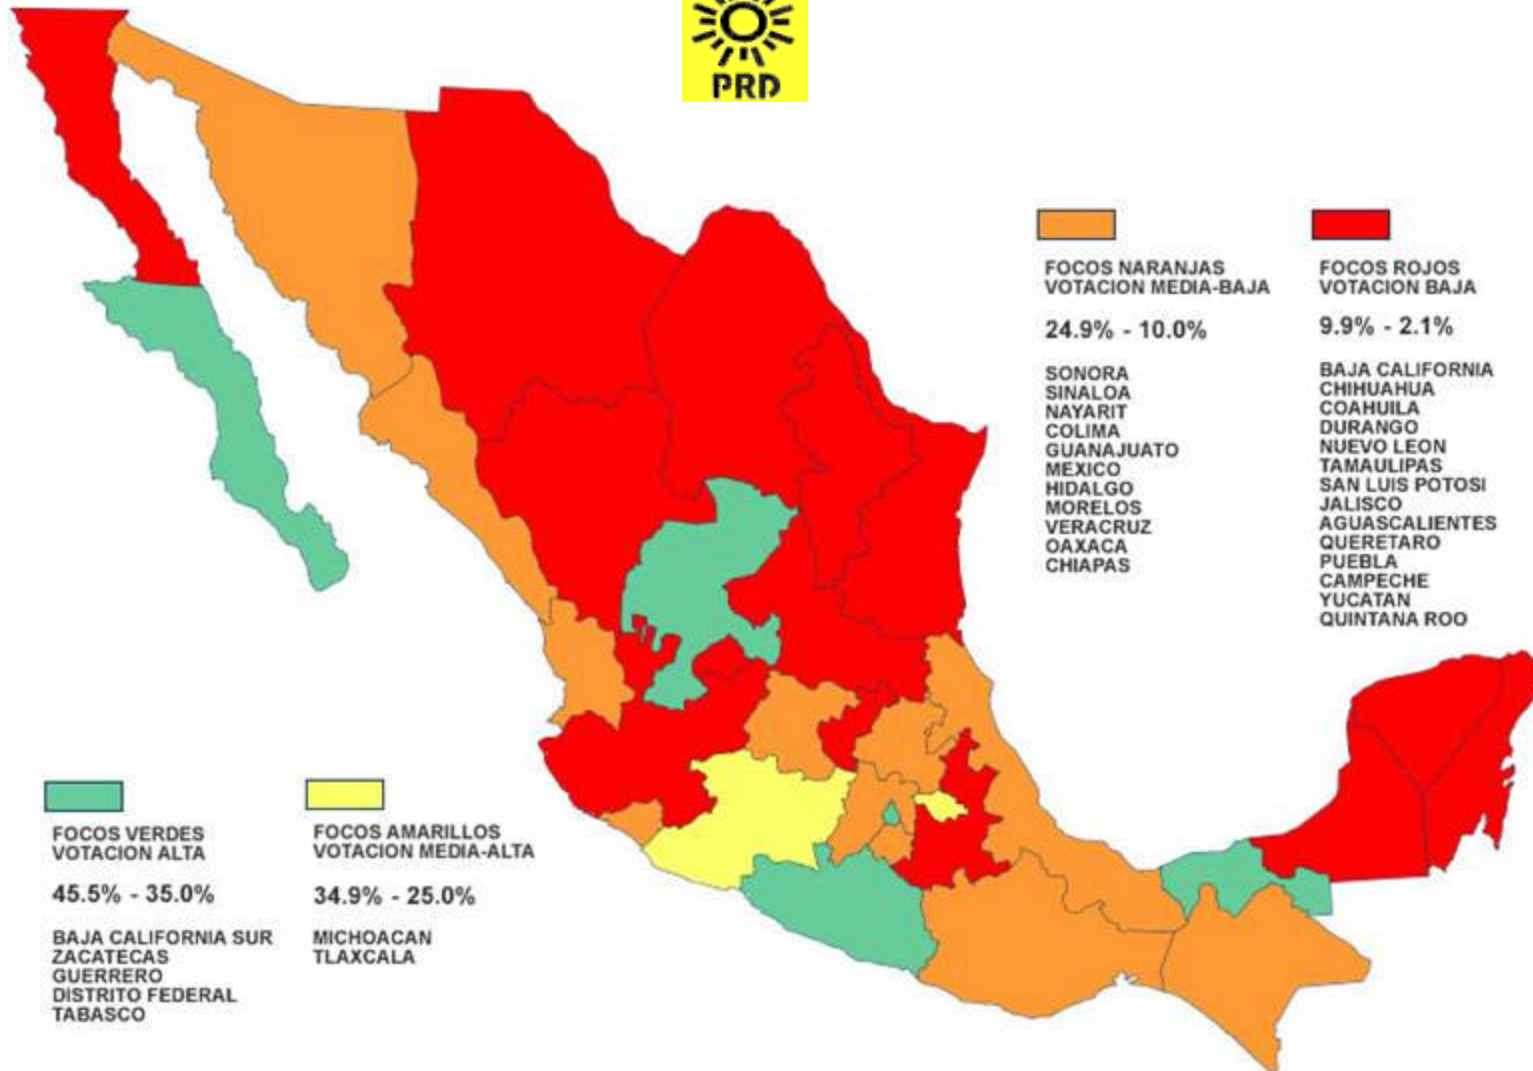 PRD
FOCOS NARANJAS
VOTACION MEDIA-BAJA
24.9% - 10.0%
SONORA
SINALOA
NAYARIT
COLIMA
GUANAJUATO
MEXICO
HIDALGO
MORELOS
VERACRUZ
OAXACA
CHIAPAS
FOCOS ROJOS
VOTACION BAJA
9.9% - 2.1%
BAJA CALIFORNIA
CHIHUAHUA
COAHUILA
DURANGO
NUEVO LEON
TAMAULIPAS
SAN LUIS POTOSI
JALISCO
AGUASCALIENTES
QUERETARO
PUEBLA
CAMPECHE
YUCATAN
QUINTANA ROO
FOCOS VERDES
VOTACION ALTA
45.5% - 35.0%
BAJA CALIFORNIA SUR
ZACATECAS
GUERRERO
DISTRITO FEDERAL
TABASCO
FOCOS AMARILLOS
VOTACION MEDIA-ALTA
34.9% - 25.0%
MICHOACAN
TLAXCALA